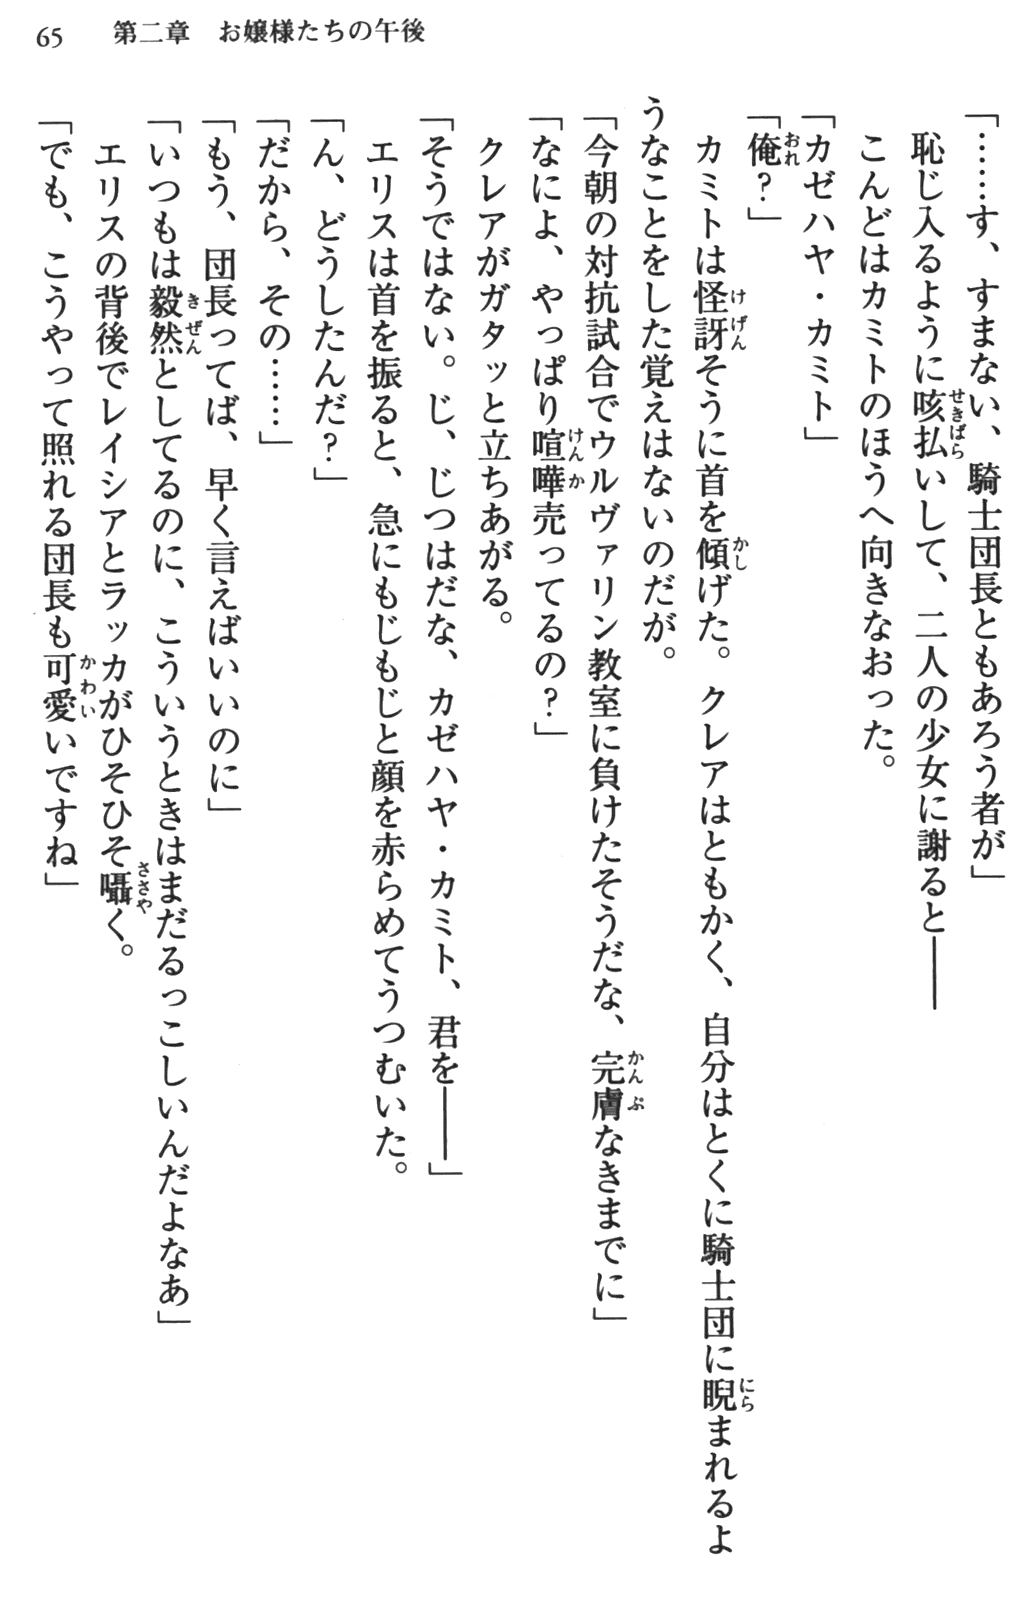 65 第二章 お嬢様たちの午後
「……す、すまない、騎士団長ともあろう者が」
恥じ入るように咳払いして、二人の少女に謝ると――
こんどはカミトのほうへ向きなおった。
「カゼハヤ・カミト」
「俺?」
カミトは怪訝そうに首を傾げた。クレアはともかく、自分はとくに騎士団に睨まれるよ
うなことをした覚えはないのだが。
「今朝の対抗試合でウルヴァリン教室に負けたそうだな、完膚なきまでに」
「なによ、やっぱり喧嘩売ってるの?」
クレアがガタッと立ちあがる。
「そうではない。じ、じつはだな、カゼハヤ・カミト、君を――」
エリスは首を振ると、急にもじもじと顔を赤らめてうつむいた。
「ん、どうしたんだ?」
「だから、その……」
「もう、団長ってば、早く言えばいいのに」
「いつもは毅然としてるのに、こういうときはまだるっこしいんだよなあ」
エリスの背後でレイシアとラッカがひそひそ囁く。
「でも、こうやって照れる団長も可愛いですね」